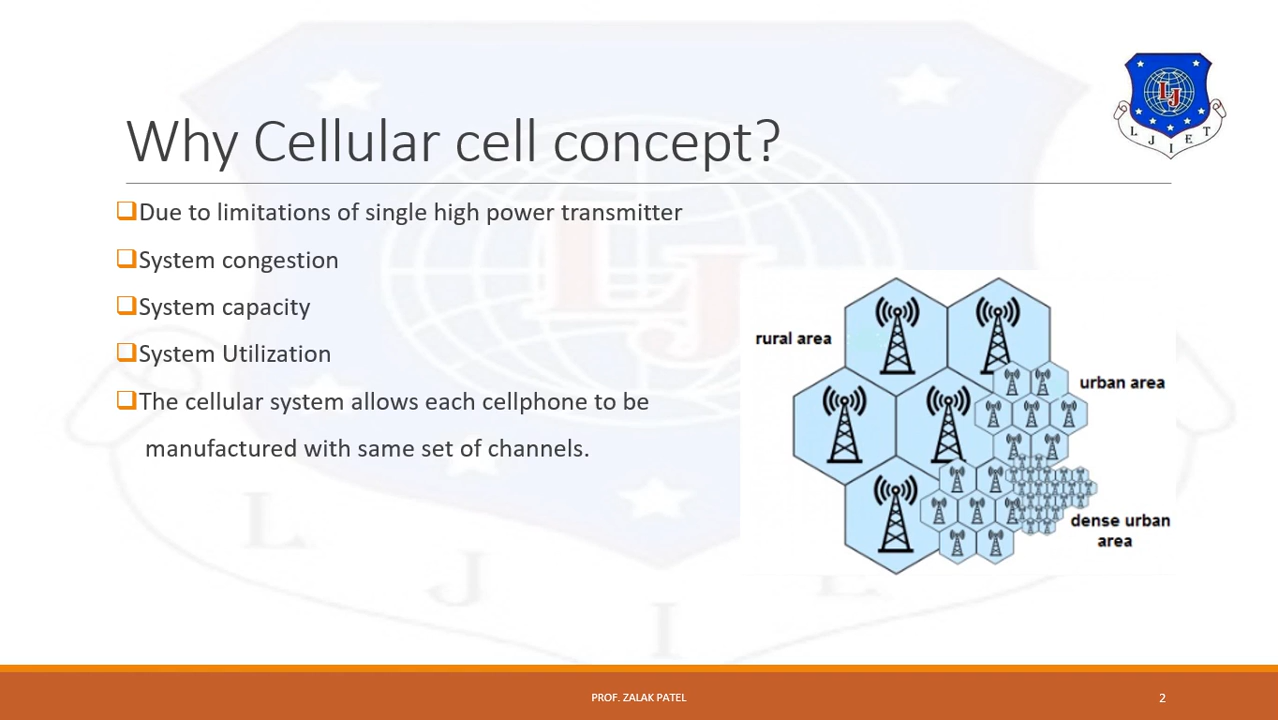 Why Cellular cell concept?
Due to limitations of single high power transmitter
System congestion
System capacity
System Utilization
The cellular system allows each cellphone to be
manufactured with same set of channels.
rural area
urban area
dense urban
area
LJ
L J I E T
LJ
L J I
PROF. ZALAK PATEL
2